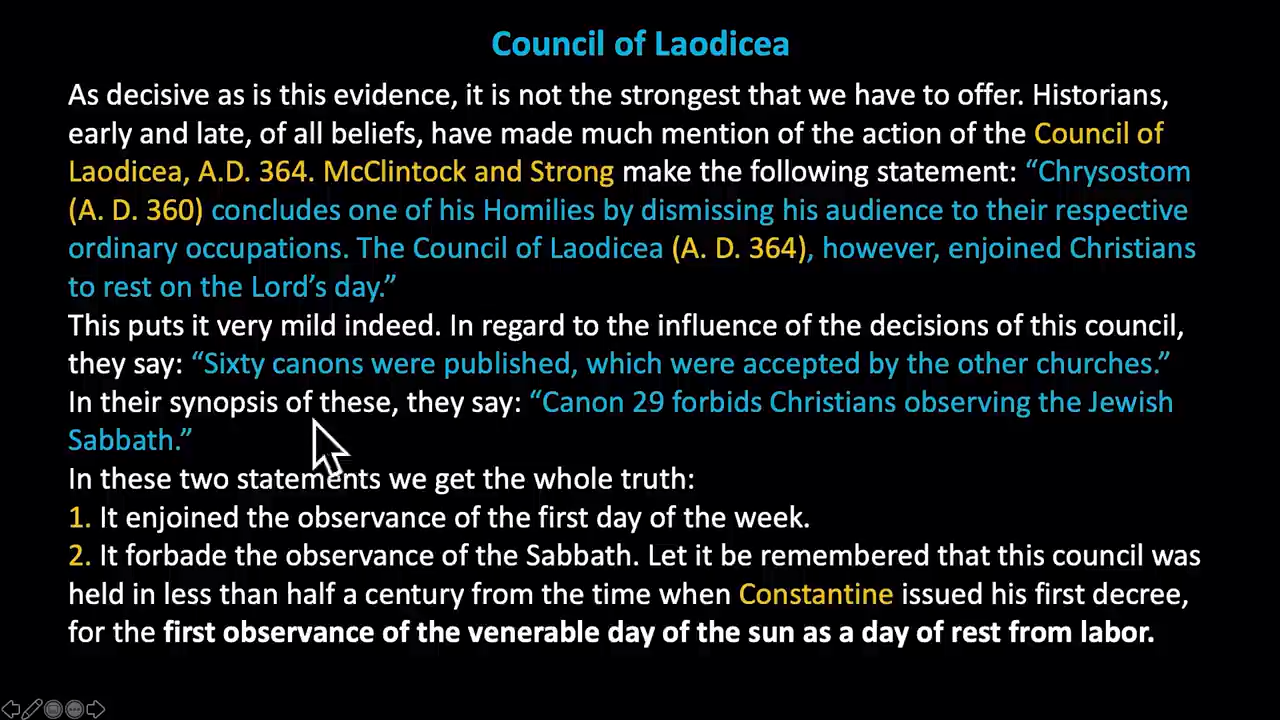 Council of Laodicea
As decisive as is this evidence, it is not the strongest that we have to offer. Historians,
early and late, of all beliefs, have made much mention of the action of the Council of
Laodicea, A.D. 364. McClintock and Strong make the following statement: “Chrysostom
(A. D. 360) concludes one of his Homilies by dismissing his audience to their respective
ordinary occupations. The Council of Laodicea (A. D. 364), however, enjoined Christians
to rest on the Lord’s day.”
This puts it very mild indeed. In regard to the influence of the decisions of this council,
they say: “Sixty canons were published, which were accepted by the other churches.”
In their synopsis of these, they say: “Canon 29 forbids Christians observing the Jewish
Sabbath.”
In these two statements we get the whole truth:
1. It enjoined the observance of the first day of the week.
2. It forbade the observance of the Sabbath. Let it be remembered that this council was
held in less than half a century from the time when Constantine issued his first decree,
for the first observance of the venerable day of the sun as a day of rest from labor.